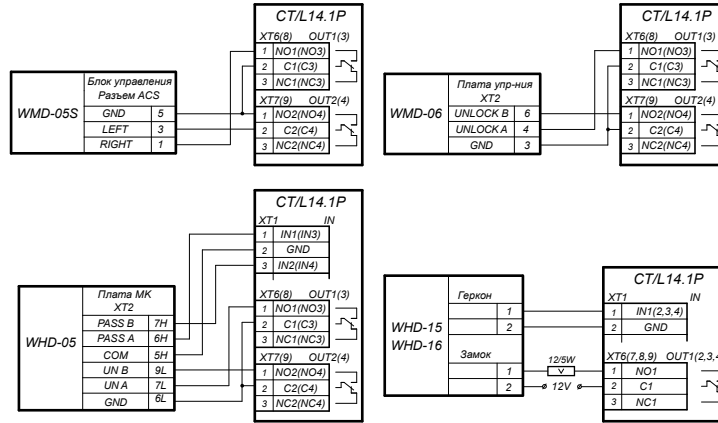 CT/L14.1P
XT6(8) OUT1(3)
1 NO1(NO3)
2 C1(C3)
3 NC1(NC3)
XT7(9) OUT2(4)
1 NO2(NO4)
2 C2(C4)
3 NC2(NC4)
WMD-05S
Блок управления
Разъем ACS
GND 5
LEFT 3
RIGHT 1
CT/L14.1P
XT6(8) OUT1(3)
1 NO1(NO3)
2 C1(C3)
3 NC1(NC3)
XT7(9) OUT2(4)
1 NO2(NO4)
2 C2(C4)
3 NC2(NC4)
WMD-06
Плата упр-ния
XT2
UNLOCK B 6
UNLOCK A 4
GND 3
CT/L14.1P
XT1 IN
1 IN1(IN3)
2 GND
3 IN2(IN4)
XT6(8) OUT1(3)
1 NO1(NO3)
2 C1(C3)
3 NC1(NC3)
XT7(9) OUT2(4)
1 NO2(NO4)
2 C2(C4)
3 NC2(NC4)
WHD-05
Плата МК
XT2
PASS B 7H
PASS A 6H
COM 5H
UN B 9L
UN A 7L
GND 6L
WHD-15
WHD-16
Геркон
1
2
Замок
1
2
12/5W
V
12V
CT/L14.1P
XT1 IN
1 IN1(2,3,4)
2 GND
XT6(7,8,9) OUT1(2,3,4
1 NO1
2 C1
3 NC1